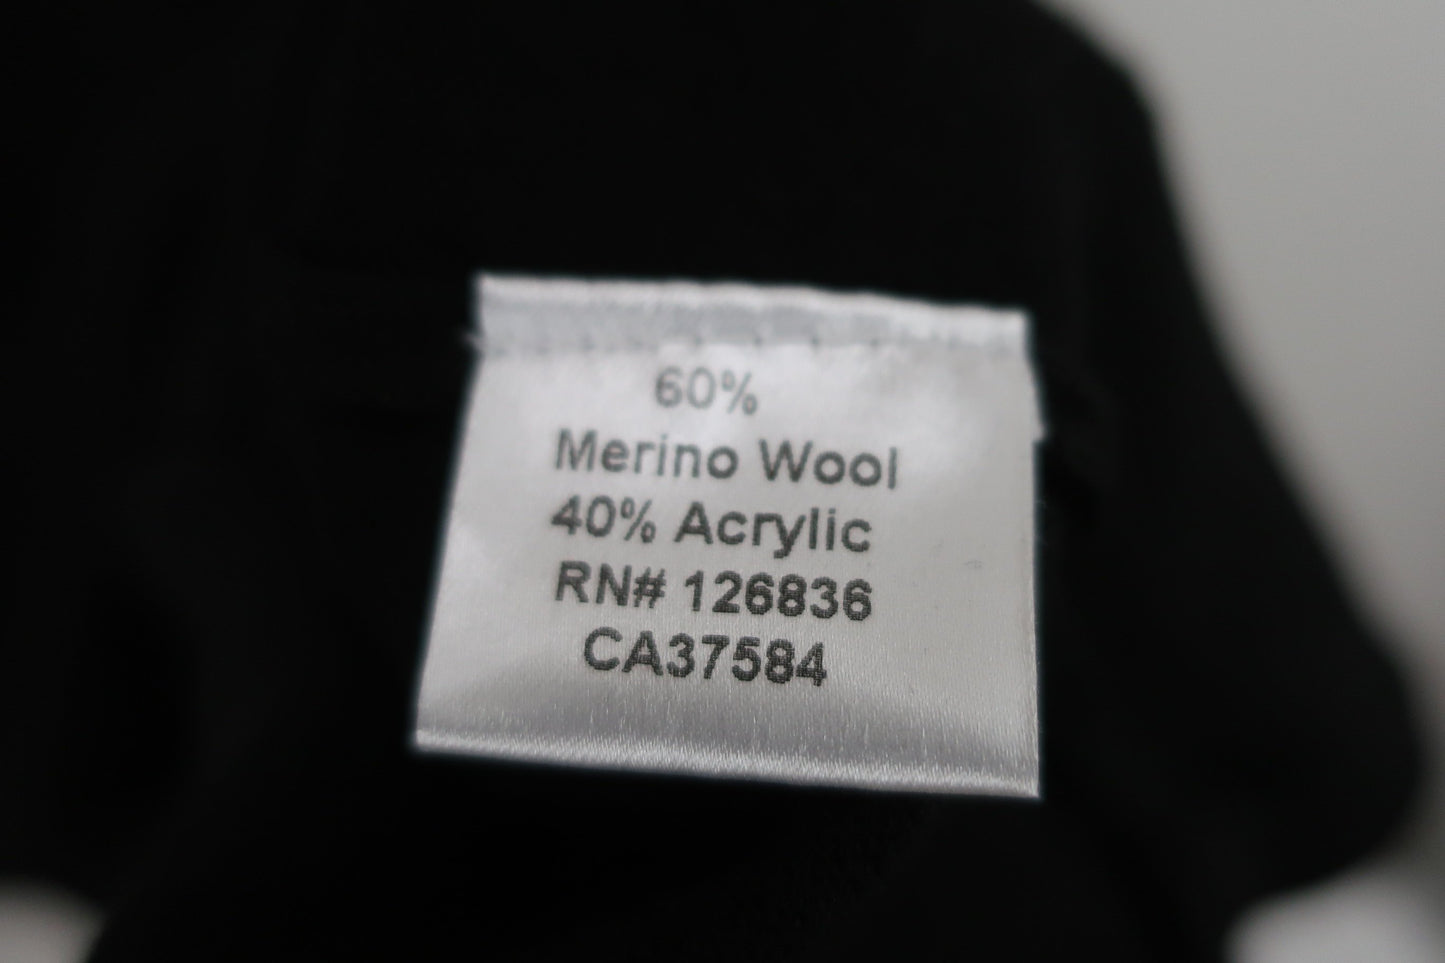 60%
Merino Wool
40% Acrylic
RN# 126836
CA37584